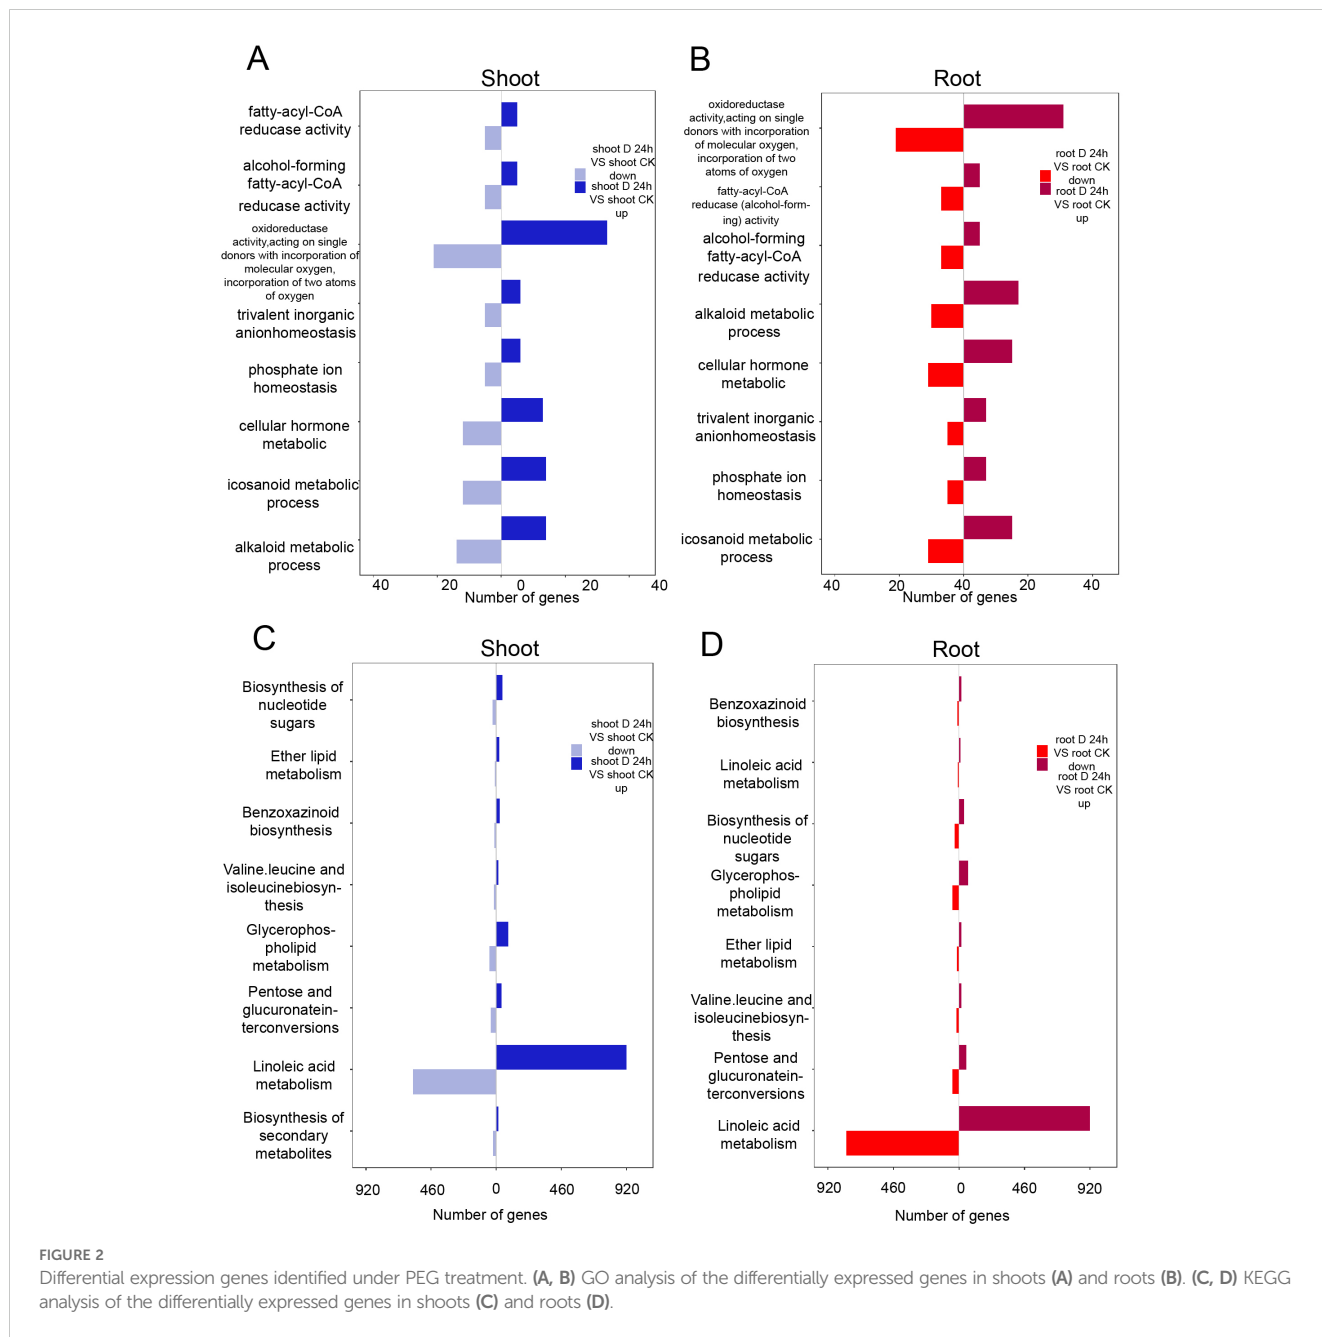 A
Shoot
fatty-acyl-CoA
reducase activity
alcohol-forming
fatty-acyl-CoA
reducase activity
oxidoreductase
activity,acting on single
donors with incorporation of
molecular oxygen,
incorporation of two atoms
of oxygen
trivalent inorganic
anionhomeostasis
phosphate ion
homeostasis
cellular hormone
metabolic
icosanoid metabolic
process
alkaloid metabolic
process
shoot D 24h
VS shoot CK
down
shoot D 24h
VS shoot CK
up
40 20 0 20 40
Number of genes
B
Root
oxidoreductase
activity,acting on single
donors with incorporation
of molecular oxygen,
incorporation of two
atoms of oxygen
fatty-acyl-CoA
reducase (alcohol-form-
ing) activity
alcohol-forming
fatty-acyl-CoA
reducase activity
alkaloid metabolic
process
cellular hormone
metabolic
trivalent inorganic
anionhomeostasis
phosphate ion
homeostasis
icosanoid metabolic
process
root D 24h
VS root CK
down
root D 24h
VS root CK
up
40 20 40 20 40
Number of genes
C
Shoot
Biosynthesis of
nucleotide
sugars
Ether lipid
metabolism
Benzoxazinoid
biosynthesis
Valine.leucine and
isoleucinebiosyn-
thesis
Glycerophos-
pholipid
metabolism
Pentose and
glucuronatein-
terconversions
Linoleic acid
metabolism
Biosynthesis of
secondary
metabolites
shoot D 24h
VS shoot CK
down
shoot D 24h
VS shoot CK
up
920 460 0 460 920
Number of genes
D
Root
Benzoxazinoid
biosynthesis
Linoleic acid
metabolism
Biosynthesis of
nucleotide
sugars
Glycerophos-
pholipid
metabolism
Ether lipid
metabolism
Valine.leucine and
isoleucinebiosyn-
thesis
Pentose and
glucuronatein-
terconversions
Linoleic acid
metabolism
root D 24h
VS root CK
down
root D 24h
VS root CK
up
920 460 0 460 920
Number of genes
FIGURE 2
Differential expression genes identified under PEG treatment. (A, B) GO analysis of the differentially expressed genes in shoots (A) and roots (B). (C, D) KEGG
analysis of the differentially expressed genes in shoots (C) and roots (D).